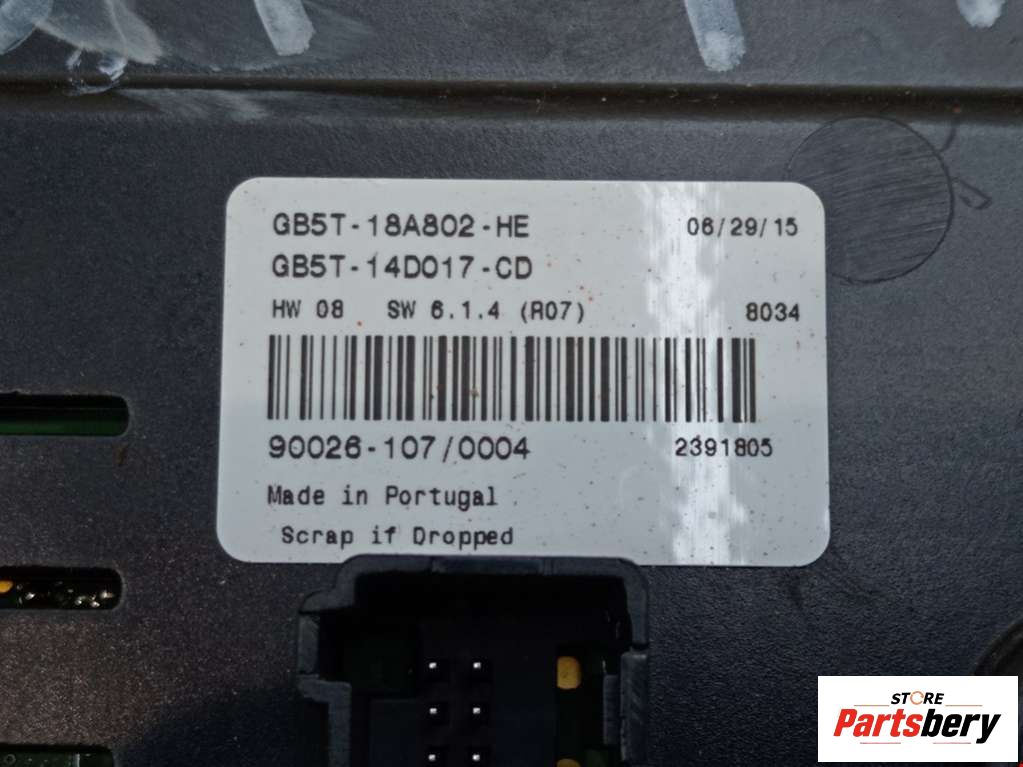 GB5T-18A802-HE 06/29/15
GB5T-14D017-CD
HW 08 SW 6.1.4 (R07) 8034
90026-107/0004 2391805
Made in Portugal
Scrap if Dropped
STORE
Partsbery